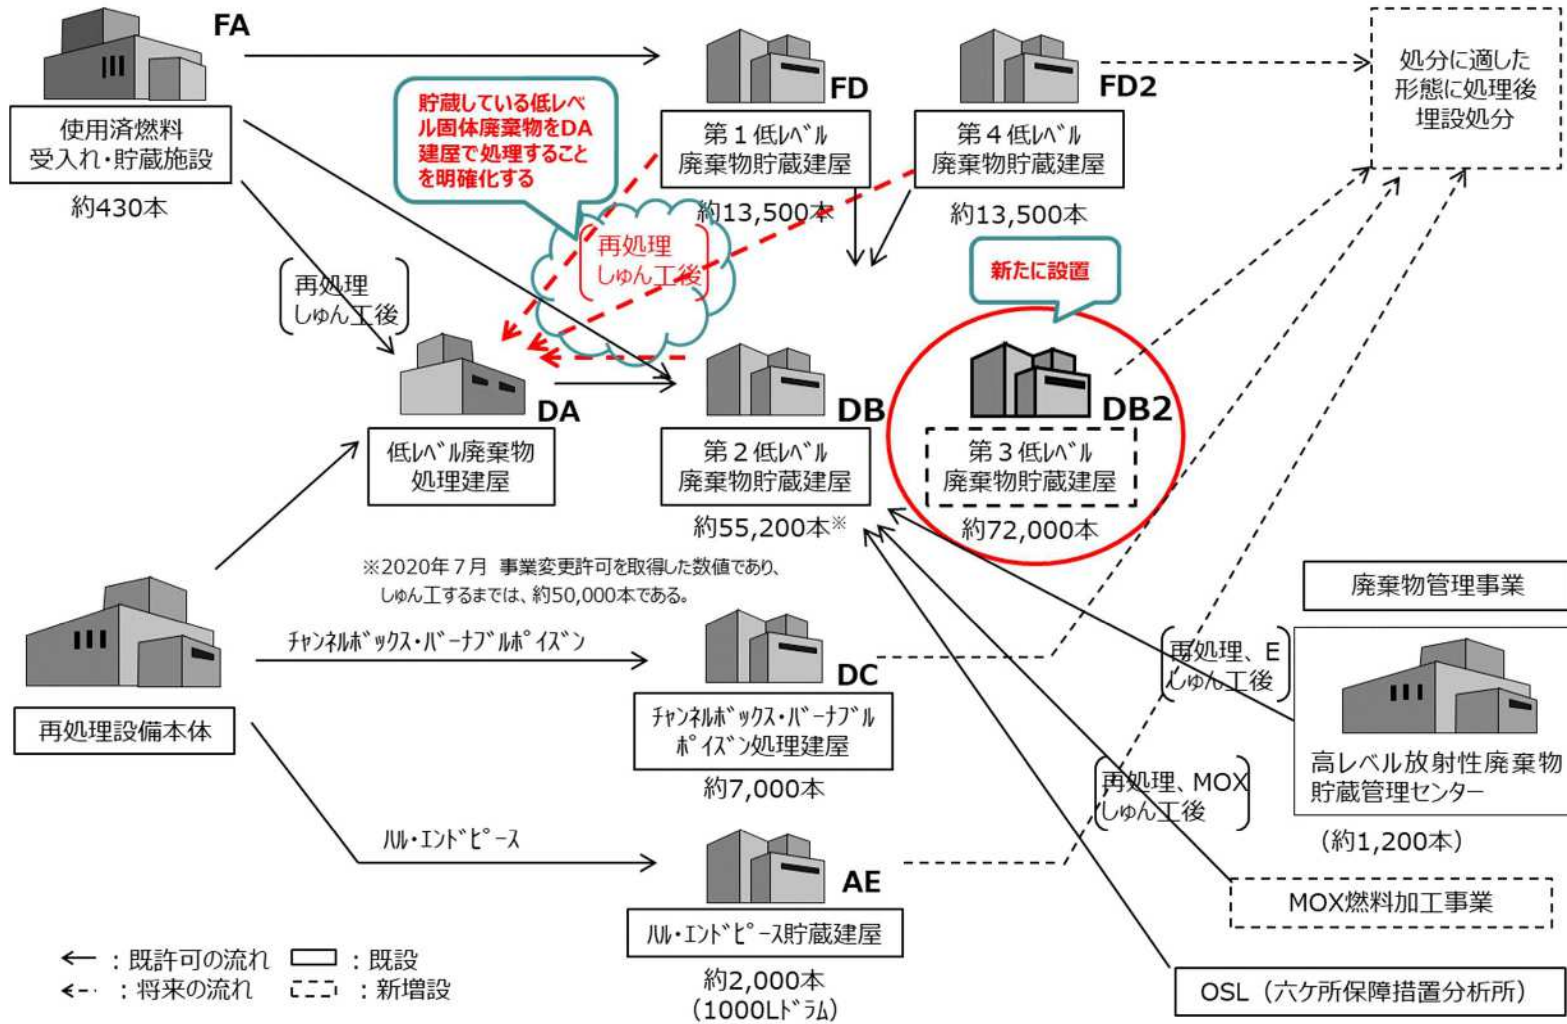 FA
使用済燃料
受入れ・貯蔵施設
約430本
貯蔵している低レベ
ル固体廃棄物をDA
建屋で処理すること
を明確化する
FD
第１低ﾚﾍﾞﾙ
廃棄物貯蔵建屋
約13,500本
FD2
第４低ﾚﾍﾞﾙ
廃棄物貯蔵建屋
約13,500本
処分に適した
形態に処理後
埋設処分
再処理
しゅん工後
再処理
しゅん工後
新たに設置
DA
低ﾚﾍﾞﾙ廃棄物
処理建屋
DB
第２低ﾚﾍﾞﾙ
廃棄物貯蔵建屋
約55,200本※
DB2
第３低ﾚﾍﾞﾙ
廃棄物貯蔵建屋
約72,000本
※2020年７月 事業変更許可を取得した数値であり、
しゅん工するまでは、約50,000本である。
再処理設備本体
ﾁｬﾝﾈﾙﾎﾞｯｸｽ・ﾊﾞｰﾅﾌﾞﾙﾎﾟｲｽﾞﾝ
DC
ﾁｬﾝﾈﾙﾎﾞｯｸｽ・ﾊﾞｰﾅﾌﾞﾙ
ﾎﾟｲｽﾞﾝ処理建屋
約7,000本
ﾊﾙ・ｴﾝﾄﾞﾋﾟｰｽ
AE
ﾊﾙ・ｴﾝﾄﾞﾋﾟｰｽ貯蔵建屋
約2,000本
(1000Lﾄﾞﾗﾑ)
廃棄物管理事業
再処理、E
しゅん工後
高レベル放射性廃棄物
貯蔵管理センター
(約1,200本)
再処理、MOX
しゅん工後
MOX燃料加工事業
OSL（六ケ所保障措置分析所）
：既許可の流れ
：既設
：将来の流れ
：新増設